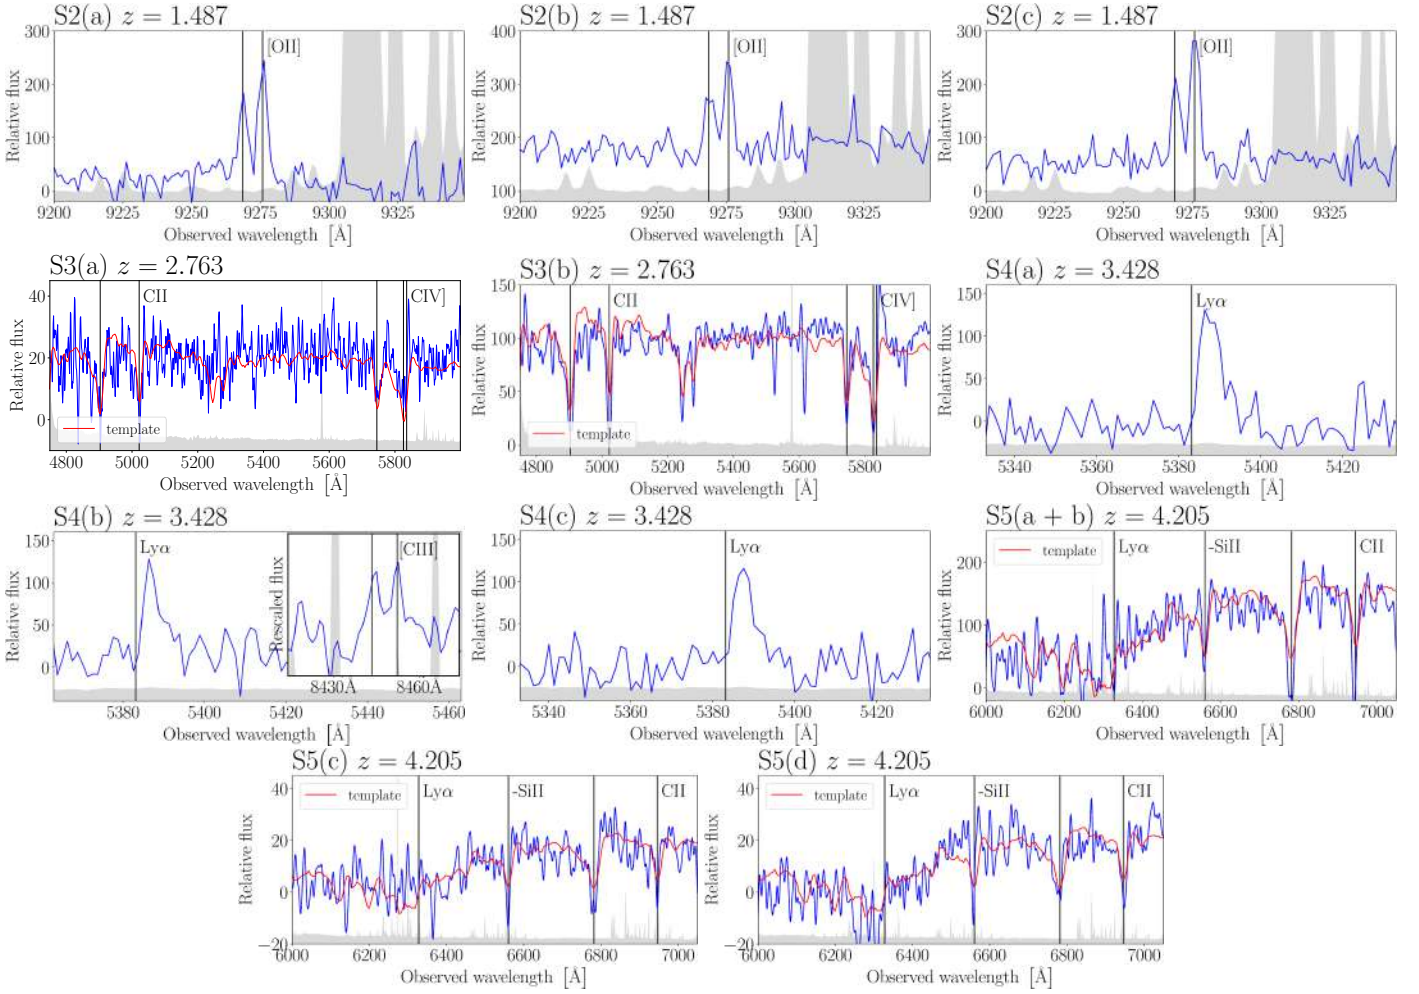 S2(a) z = 1.487
300
200
100
0
Relative flux
[OII]
9200 9225 9250 9275 9300 9325
Observed wavelength [Å]
S2(b) z = 1.487
400
300
200
100
Relative flux
[OII]
9200 9225 9250 9275 9300 9325
Observed wavelength [Å]
S2(c) z = 1.487
300
200
100
0
Relative flux
[OII]
9200 9225 9250 9275 9300 9325
Observed wavelength [Å]
S3(a) z = 2.763
40
20
0
Relative flux
CII
CIV]
template
4800 5000 5200 5400 5600 5800
Observed wavelength [Å]
S3(b) z = 2.763
150
100
50
0
Relative flux
CII
CIV]
template
4800 5000 5200 5400 5600 5800
Observed wavelength [Å]
S4(a) z = 3.428
150
100
50
0
Relative flux
Lyα
5340 5360 5380 5400 5420
Observed wavelength [Å]
S4(b) z = 3.428
150
100
50
0
Relative flux
Lyα
Rescaled flux
[CIII]
8430Å 8460Å
5380 5400 5420 5440 5460
Observed wavelength [Å]
S4(c) z = 3.428
150
100
50
0
Relative flux
Lyα
5340 5360 5380 5400 5420
Observed wavelength [Å]
S5(a + b) z = 4.205
200
100
0
Relative flux
template
Lyα
-SiII
CII
6000 6200 6400 6600 6800 7000
Observed wavelength [Å]
S5(c) z = 4.205
40
20
0
−20
Relative flux
template
Lyα
-SiII
CII
6000 6200 6400 6600 6800 7000
Observed wavelength [Å]
S5(d) z = 4.205
40
20
0
−20
Relative flux
template
Lyα
-SiII
CII
6000 6200 6400 6600 6800 7000
Observed wavelength [Å]